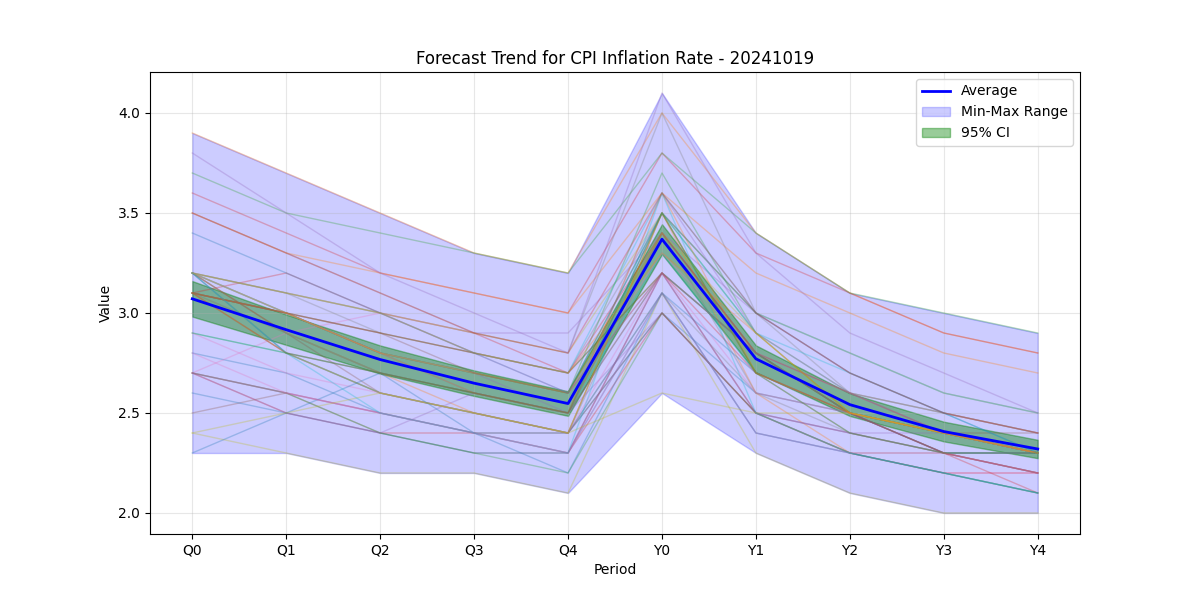 Forecast Trend for CPI Inflation Rate - 20241019
Average
Min-Max Range
95% CI
4.0
3.5
3.0
2.5
2.0
Value
Q0 Q1 Q2 Q3 Q4 Y0 Y1 Y2 Y3 Y4
Period